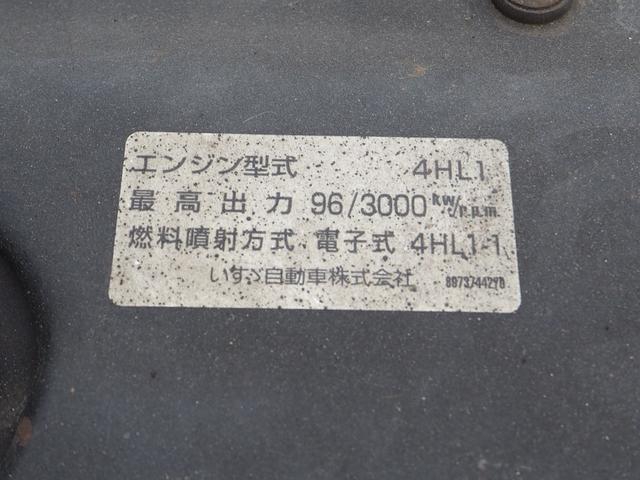 エンジン型式 4HL1
最高出力 96/3000 kw/r.p.m.
燃料噴射方式 電子式 4HL1-1
いすゞ自動車株式会社